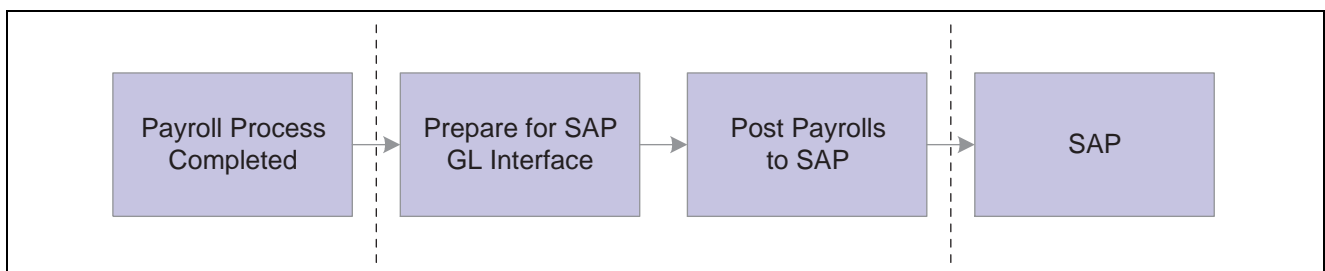 Payroll Process
Completed
Prepare for SAP
GL Interface
Post Payrolls
to SAP
SAP